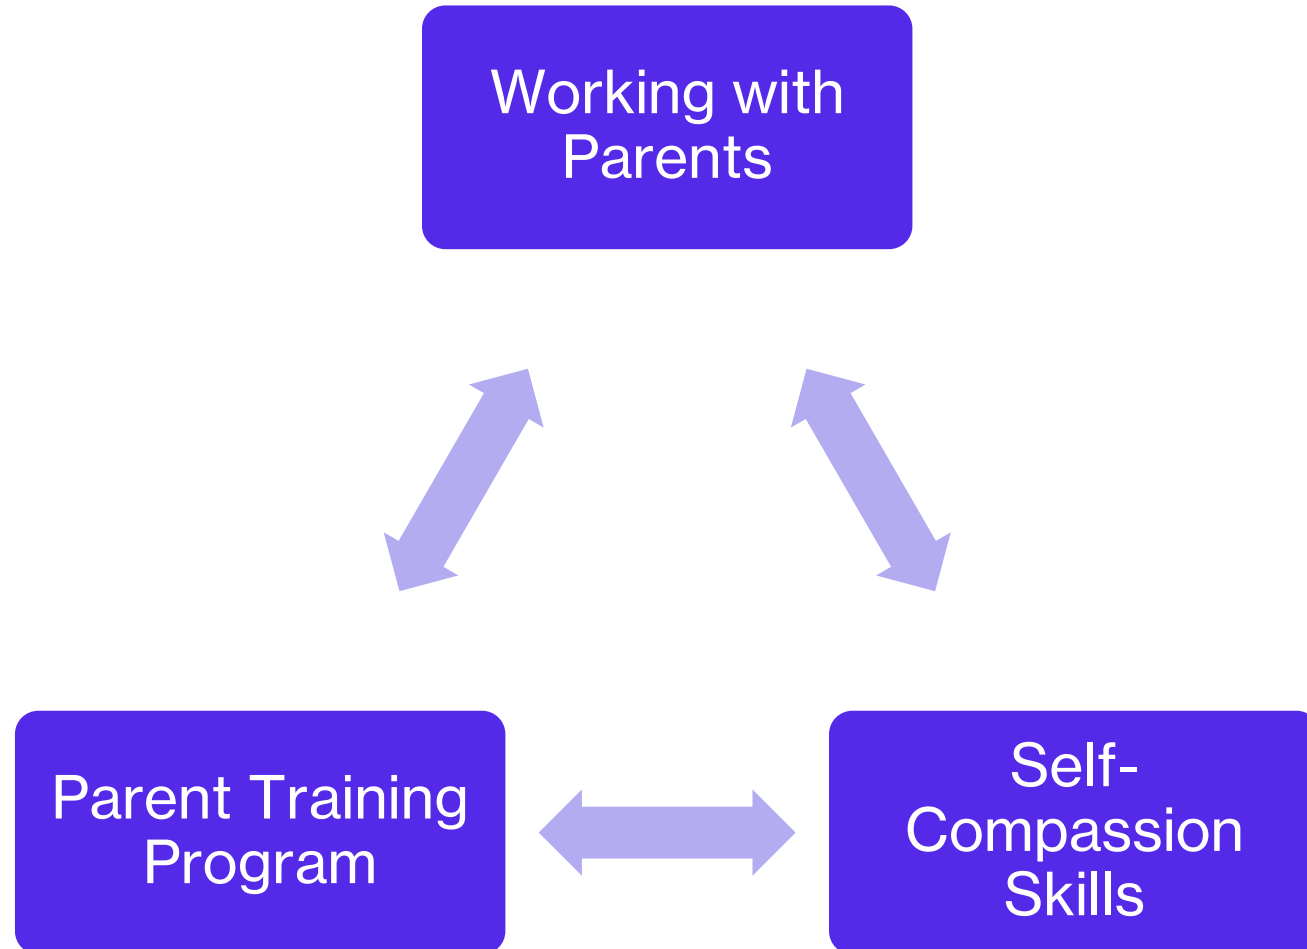 Working with
Parents
Parent Training
Program
Self-
Compassion
Skills